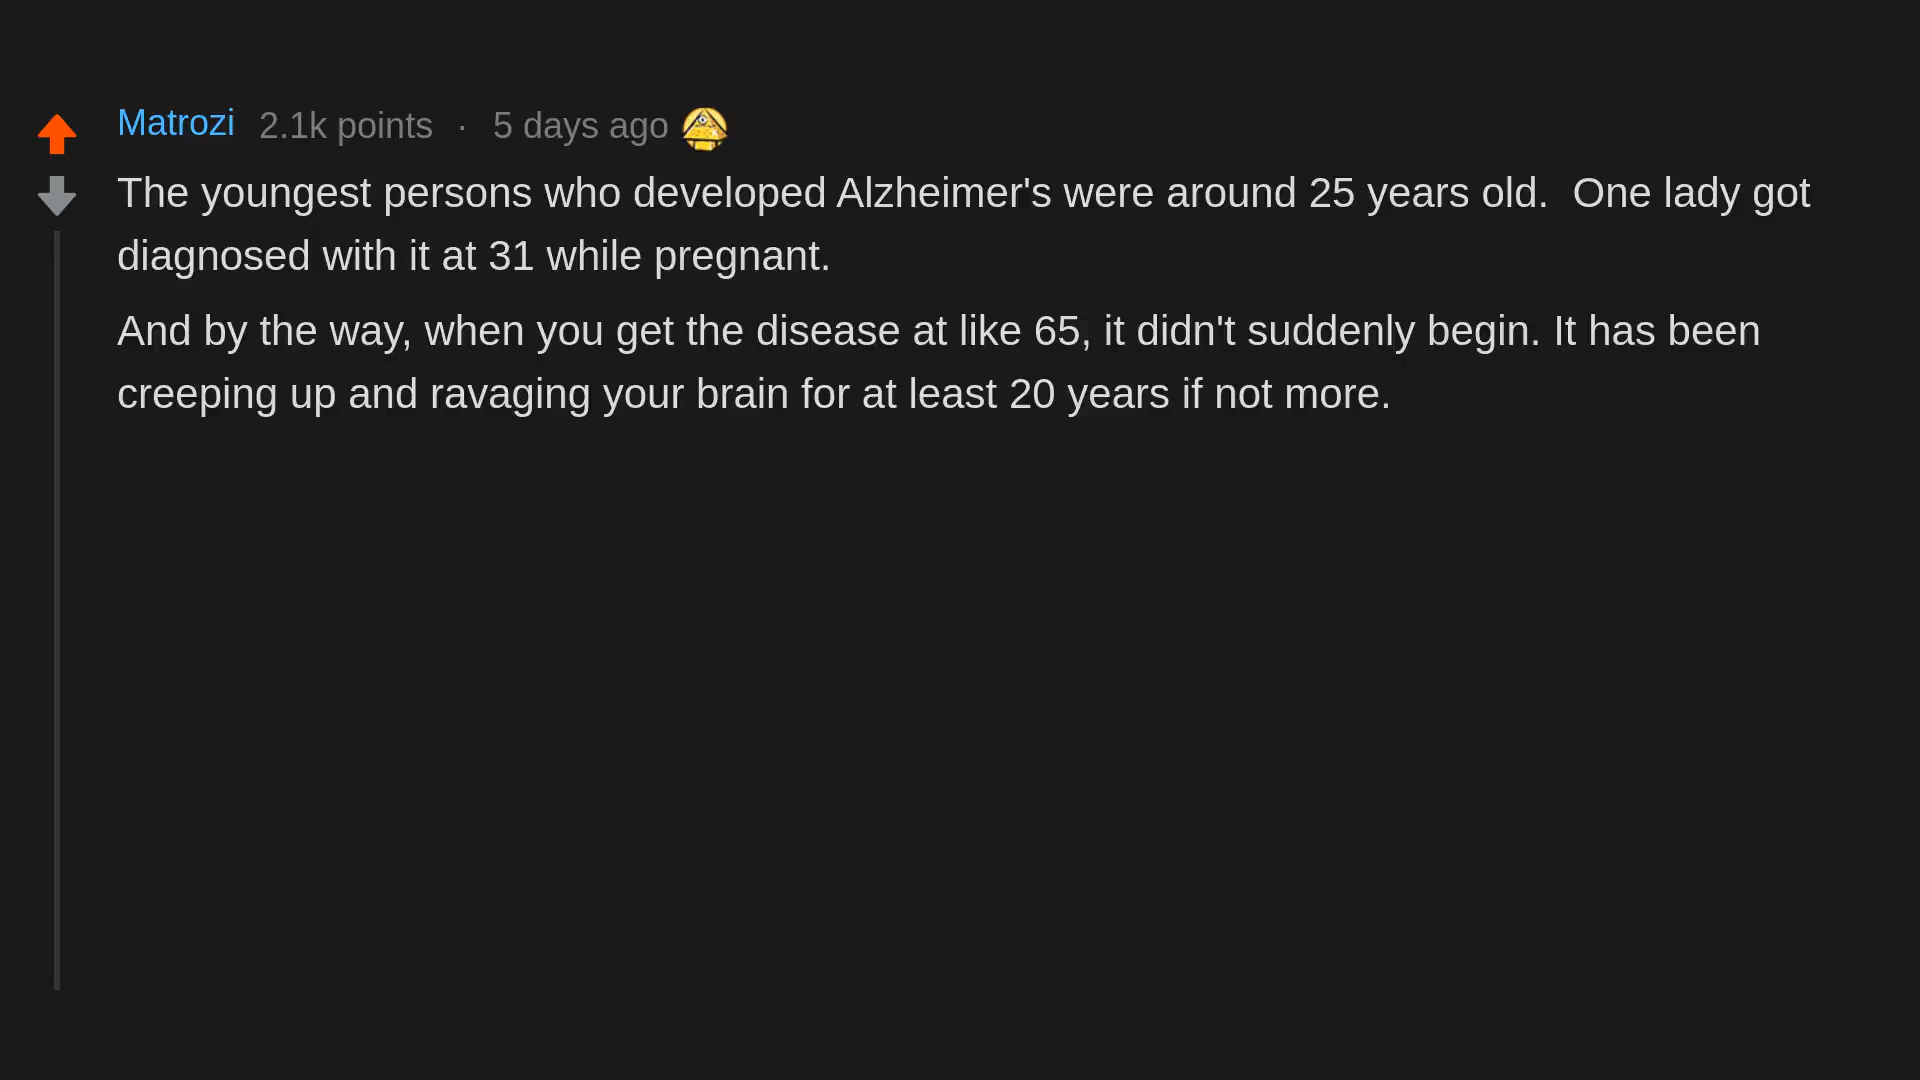 Matrozi 2.1k points · 5 days ago
The youngest persons who developed Alzheimer's were around 25 years old.  One lady got
diagnosed with it at 31 while pregnant.
And by the way, when you get the disease at like 65, it didn't suddenly begin. It has been
creeping up and ravaging your brain for at least 20 years if not more.